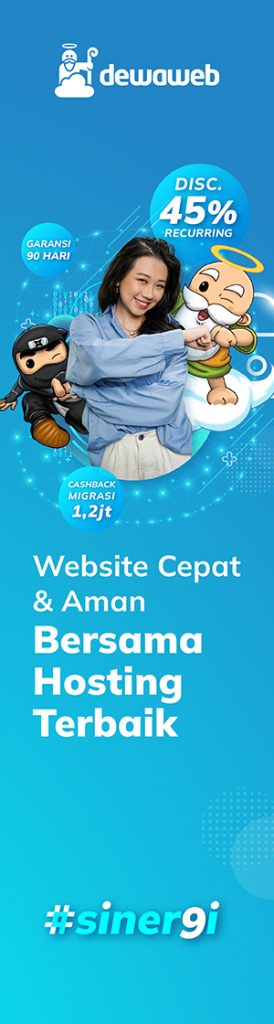 dewaweb
DISC.
45%
RECURRING
GARANSI
90 HARI
CASHBACK
MIGRASI
1,2jt
Website Cepat
& Aman
Bersama
Hosting
Terbaik
#siner9i